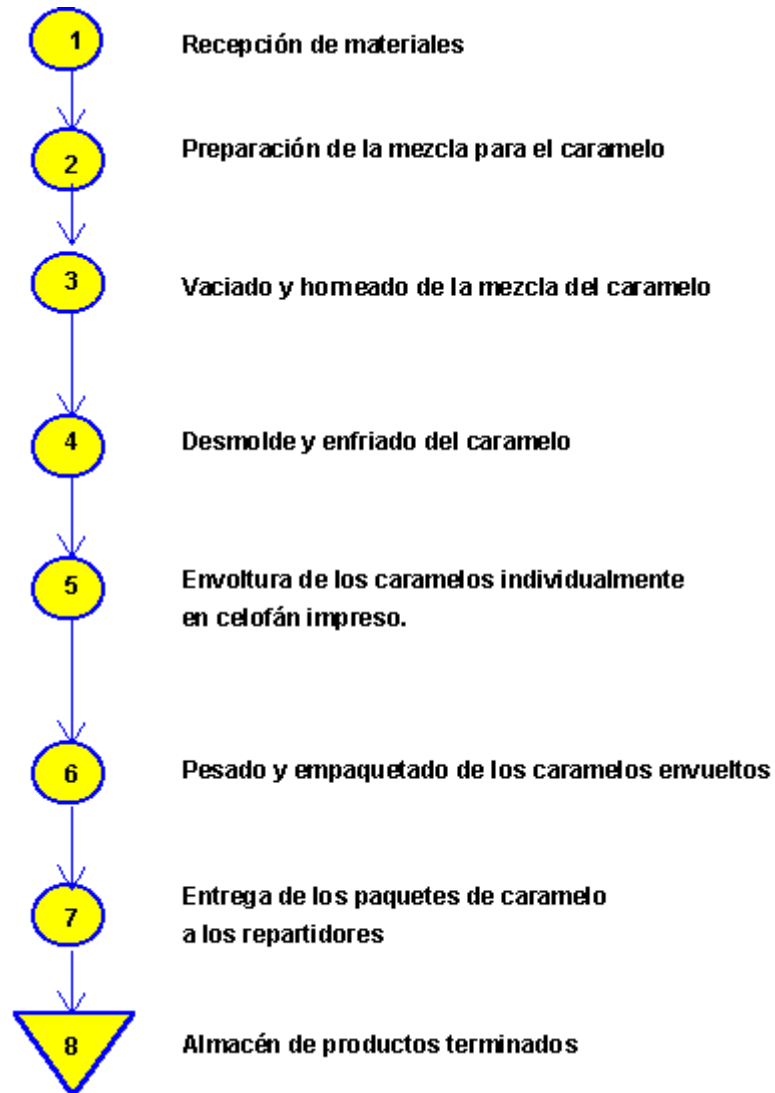 1 Recepción de materiales
2 Preparación de la mezcla para el caramelo
3 Vaciado y horneado de la mezcla del caramelo
4 Desmolde y enfriado del caramelo
5 Envoltura de los caramelos individualmente
en celofán impreso.
6 Pesado y empaquetado de los caramelos envueltos
7 Entrega de los paquetes de caramelo
a los repartidores
8 Almacén de productos terminados